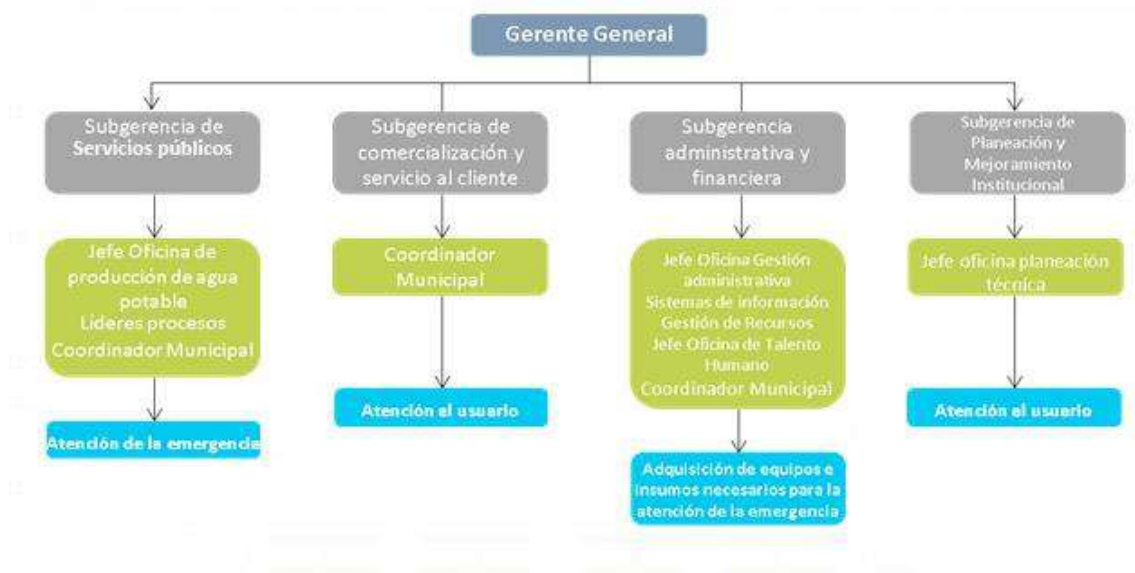 Gerente General
Subgerencia de
Servicios públicos
Subgerencia de
comercialización y
servicio al cliente
Subgerencia
administrativa y
financiera
Subgerencia de
Planeación y
Mejoramiento
Institucional
Jefe Oficina de
producción de agua
potable
Lideres procesos
Coordinador Municipal
Coordinador
Municipal
Jefe Oficina Gestión
administrativa
Sistemas de información
Gestión de Recursos
Jefe Oficina de Talento
Humano
Coordinador Municipal
Jefe oficina planeación
técnica
Atención de la emergencia
Atención el usuario
Adquisición de equipos e
insumos necesarios para la
atención de la emergencia
Atención el usuario